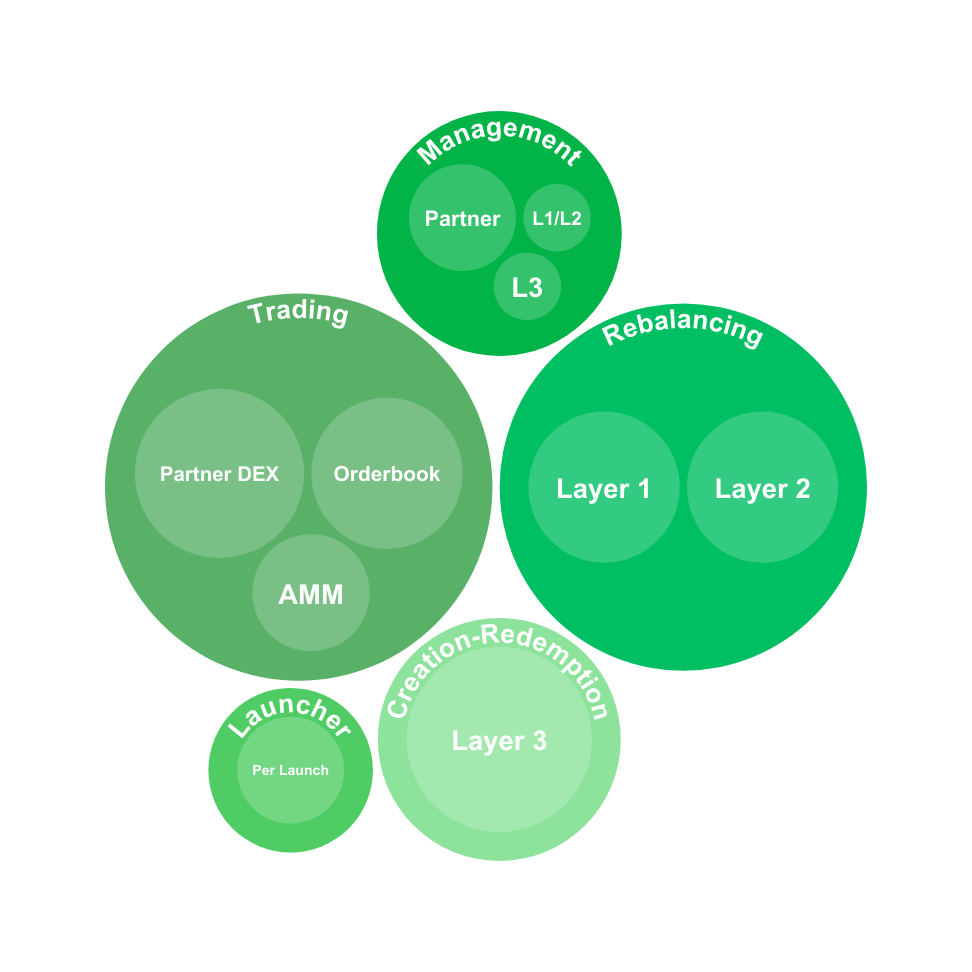 Management
Partner
L1/L2
L3
Trading
Partner DEX
Orderbook
AMM
Rebalancing
Layer 1
Layer 2
Creation-Redemption
Layer 3
Launcher
Per Launch